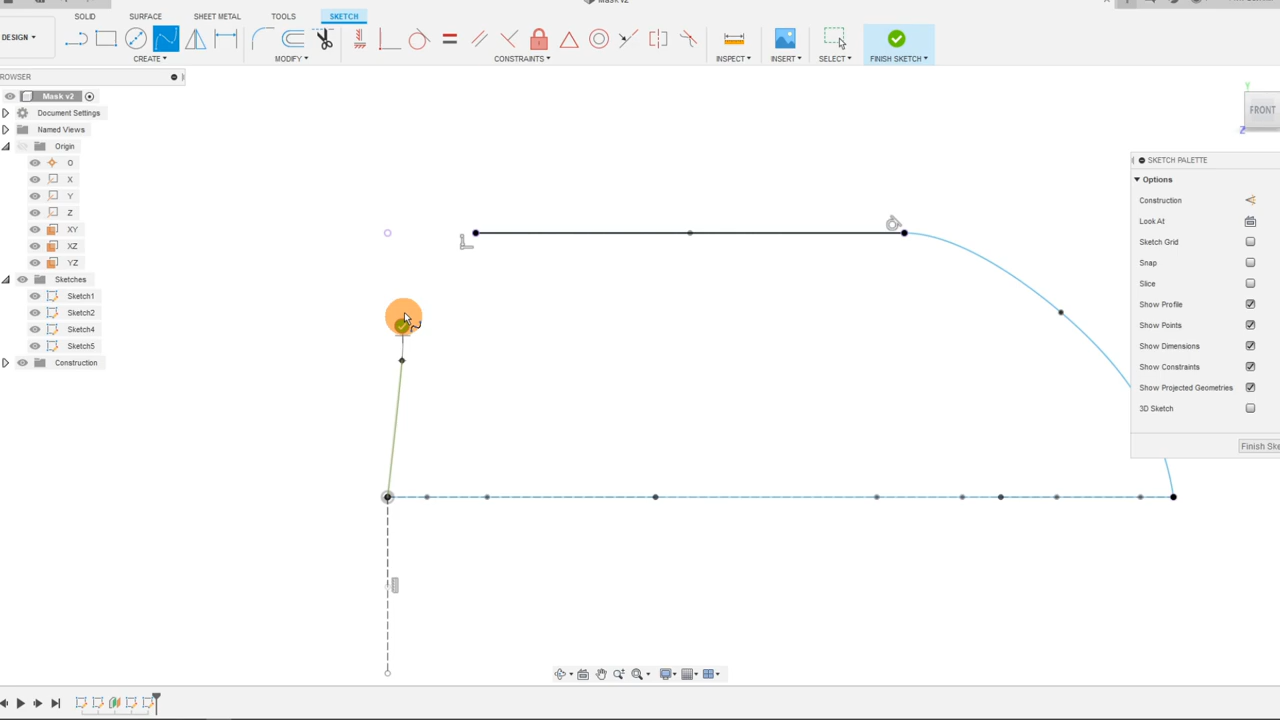 SOLID SURFACE SHEET METAL TOOLS SKETCH
DESIGN ▾
CREATE ▾ MODIFY ▾ CONSTRAINTS ▾ INSPECT ▾ INSERT ▾ SELECT ▾ FINISH SKETCH ▾
ROWSER
Mask v2
Document Settings
Named Views
Origin
O
X
Y
Z
XY
XZ
YZ
Sketches
Sketch1
Sketch2
Sketch4
Sketch5
Construction
Y
FRONT
Z
SKETCH PALETTE
Options
Construction
Look At
Sketch Grid
Snap
Slice
Show Profile
Show Points
Show Dimensions
Show Constraints
Show Projected Geometries
3D Sketch
Finish Ske